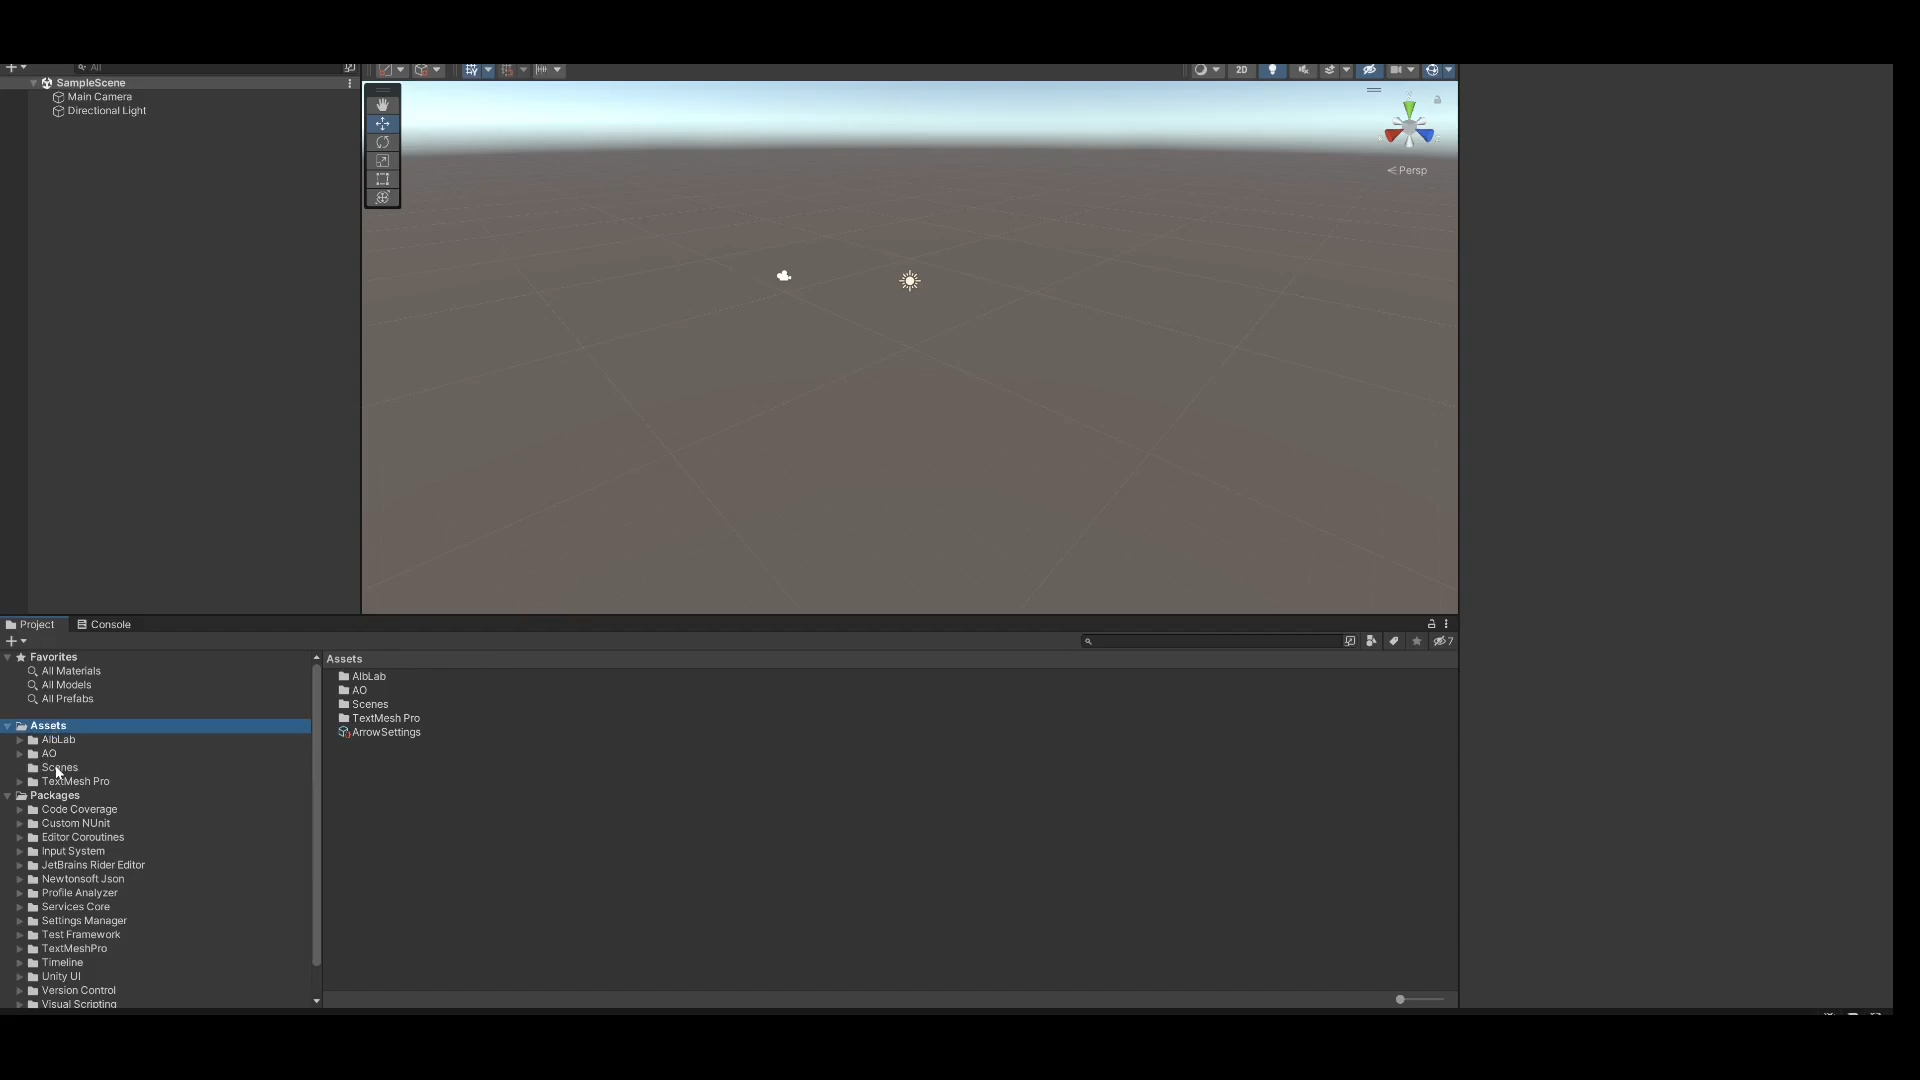 All
SampleScene
Main Camera
Directional Light
2D
Persp
Project
Console
7
Favorites
All Materials
All Models
All Prefabs
Assets
AlbLab
AO
Scenes
TextMesh Pro
Packages
Code Coverage
Custom NUnit
Editor Coroutines
Input System
JetBrains Rider Editor
Newtonsoft Json
Profile Analyzer
Services Core
Settings Manager
Test Framework
TextMeshPro
Timeline
Unity UI
Version Control
Visual Scripting
Assets
AlbLab
AO
Scenes
TextMesh Pro
ArrowSettings